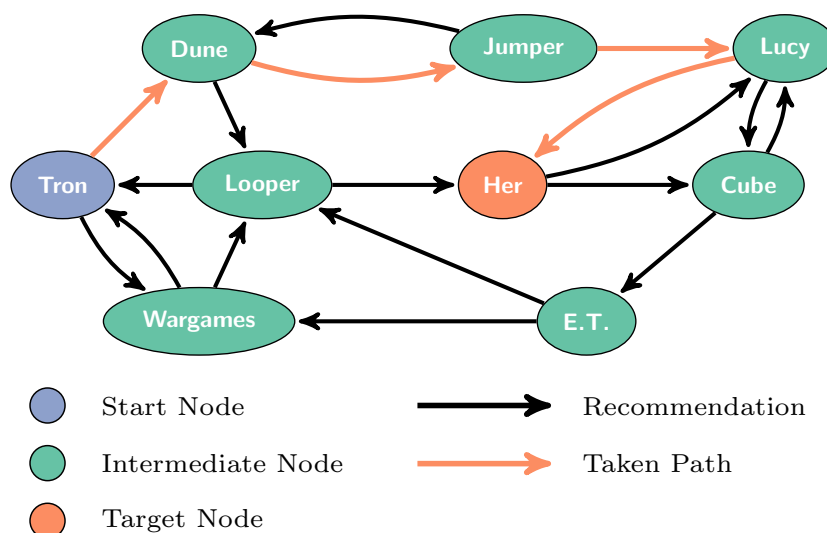 Dune
Jumper
Lucy
Tron
Looper
Her
Cube
Wargames
E.T.
Start Node
Recommendation
Intermediate Node
Taken Path
Target Node